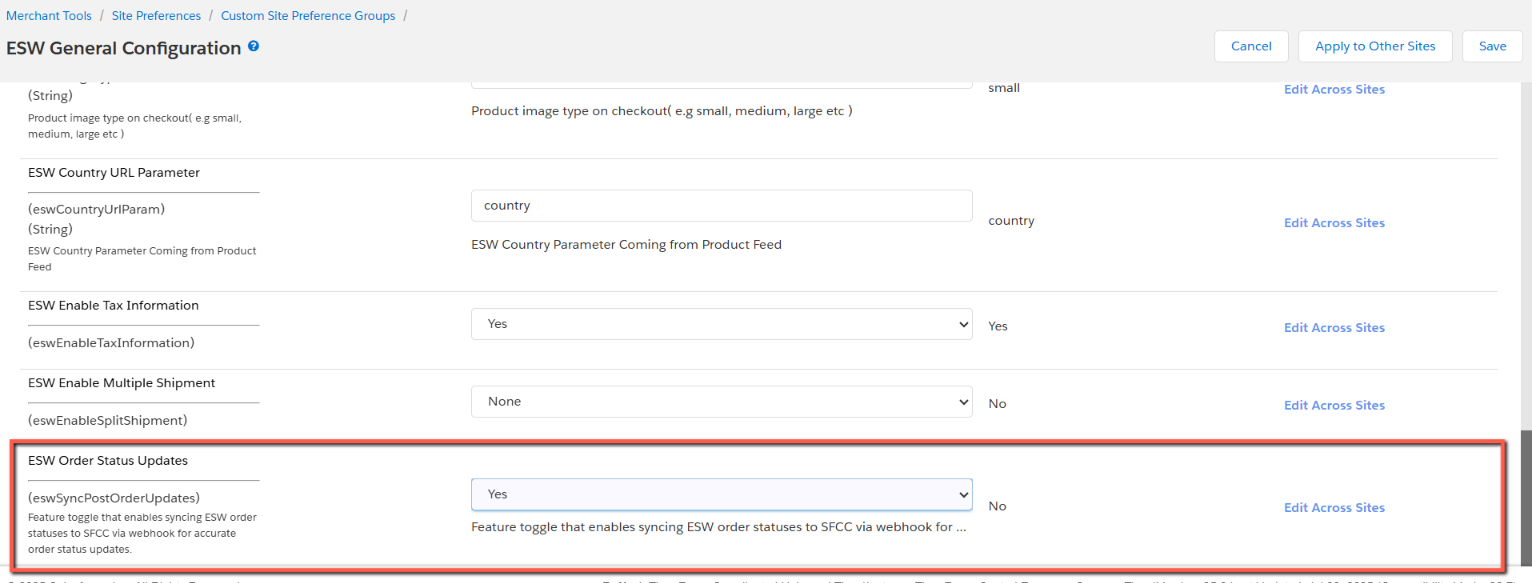 Merchant Tools / Site Preferences / Custom Site Preference Groups /
ESW General Configuration ?
Cancel
Apply to Other Sites
Save
(String)
Product image type on checkout( e.g small,
medium, large etc )
Product image type on checkout( e.g small, medium, large etc )
small
Edit Across Sites
ESW Country URL Parameter
(eswCountryUrlParam)
(String)
ESW Country Parameter Coming from Product
Feed
country
ESW Country Parameter Coming from Product Feed
country
Edit Across Sites
ESW Enable Tax Information
(eswEnableTaxInformation)
Yes
Yes
Edit Across Sites
ESW Enable Multiple Shipment
(eswEnableSplitShipment)
None
No
Edit Across Sites
ESW Order Status Updates
(eswSyncPostOrderUpdates)
Feature toggle that enables syncing ESW order
statuses to SFCC via webhook for accurate
order status updates.
Yes
Feature toggle that enables syncing ESW order statuses to SFCC via webhook for ...
No
Edit Across Sites